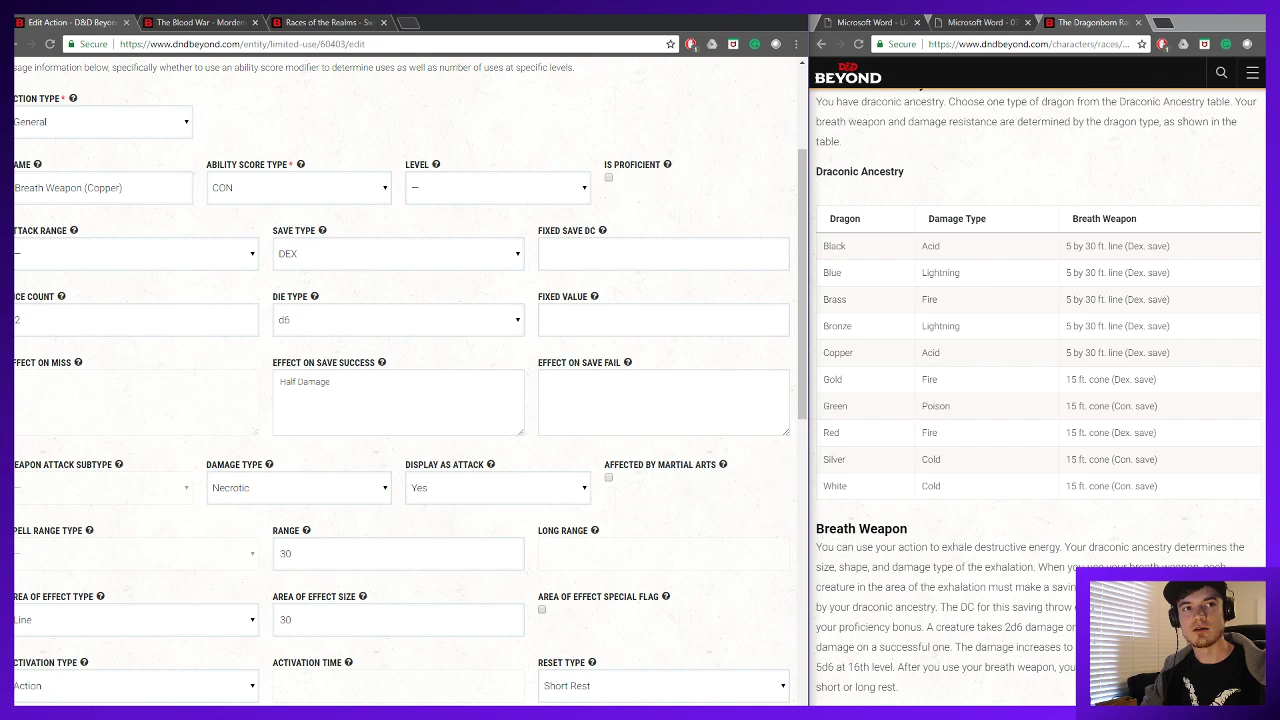 Edit Action - D&D Beyon
The Blood War - Morden
Races of the Realms - Sw
Secure
https://www.dndbeyond.com/entity/limited-use/60403/edit
sage information below, specifically whether to use an ability score modifier to determine uses as well as number of uses at specific levels.
CTION TYPE *
General
AME
ABILITY SCORE TYPE *
LEVEL
IS PROFICIENT
Breath Weapon (Copper)
CON
—
TTACK RANGE
SAVE TYPE
FIXED SAVE DC
—
DEX
ICE COUNT
DIE TYPE
FIXED VALUE
2
d6
FFECT ON MISS
EFFECT ON SAVE SUCCESS
EFFECT ON SAVE FAIL
Half Damage
EAPON ATTACK SUBTYPE
DAMAGE TYPE
DISPLAY AS ATTACK
AFFECTED BY MARTIAL ARTS
—
Necrotic
Yes
PELL RANGE TYPE
RANGE
LONG RANGE
—
30
REA OF EFFECT TYPE
AREA OF EFFECT SIZE
AREA OF EFFECT SPECIAL FLAG
Line
30
CTIVATION TYPE
ACTIVATION TIME
RESET TYPE
Action
Short Rest
Microsoft Word - UA
Microsoft Word - 07
The Dragonborn Rac
Secure
https://www.dndbeyond.com/characters/races/...
D&D
BEYOND
You have draconic ancestry. Choose one type of dragon from the Draconic Ancestry table. Your
breath weapon and damage resistance are determined by the dragon type, as shown in the
table.
Draconic Ancestry
Dragon
Damage Type
Breath Weapon
Black
Acid
5 by 30 ft. line (Dex. save)
Blue
Lightning
5 by 30 ft. line (Dex. save)
Brass
Fire
5 by 30 ft. line (Dex. save)
Bronze
Lightning
5 by 30 ft. line (Dex. save)
Copper
Acid
5 by 30 ft. line (Dex. save)
Gold
Fire
15 ft. cone (Dex. save)
Green
Poison
15 ft. cone (Con. save)
Red
Fire
15 ft. cone (Dex. save)
Silver
Cold
15 ft. cone (Con. save)
White
Cold
15 ft. cone (Con. save)
Breath Weapon
You can use your action to exhale destructive energy. Your draconic ancestry determines the
size, shape, and damage type of the exhalation. When you use your breath weapon, each
creature in the area of the exhalation must make a savin
by your draconic ancestry. The DC for this saving throw e
your proficiency bonus. A creature takes 2d6 damage on
damage on a successful one. The damage increases to
5d6 at 16th level. After you use your breath weapon, you
short or long rest.